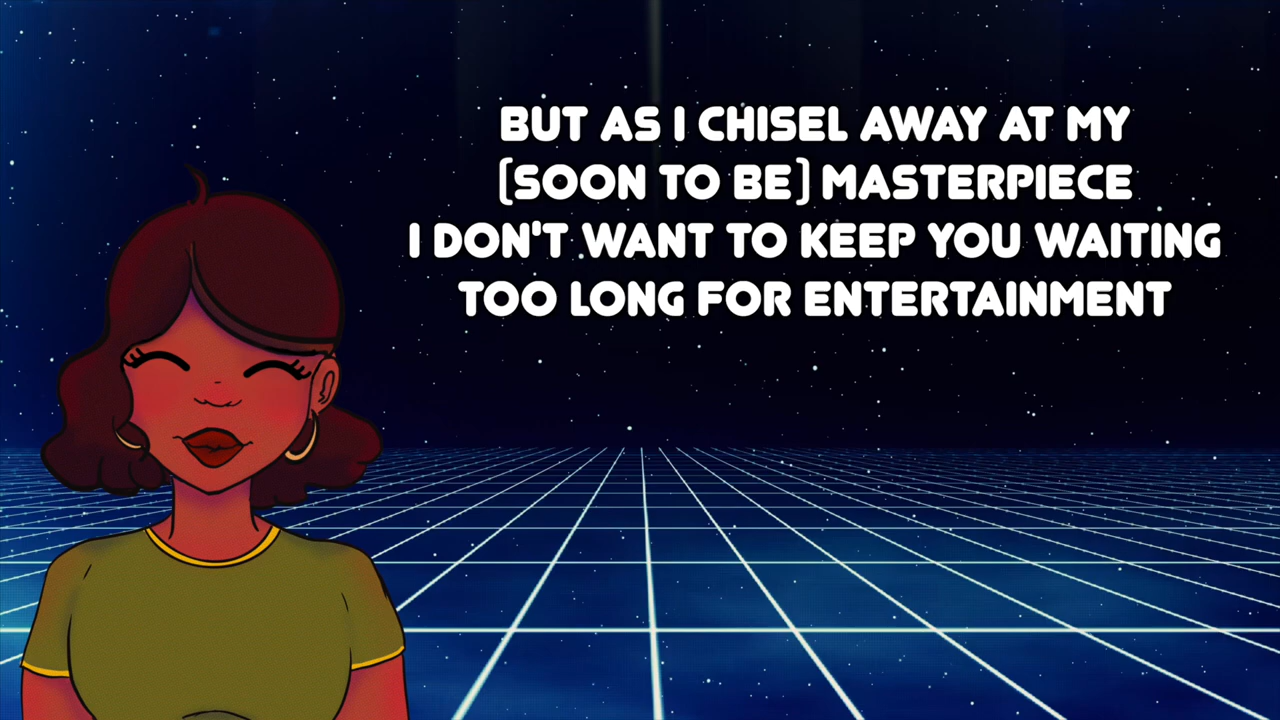 BUT AS I CHISEL AWAY AT MY
(SOON TO BE) MASTERPIECE
I DON'T WANT TO KEEP YOU WAITING
TOO LONG FOR ENTERTAINMENT